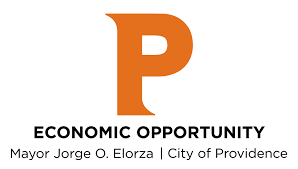 P
ECONOMIC OPPORTUNITY
Mayor Jorge O. Elorza | City of Providence